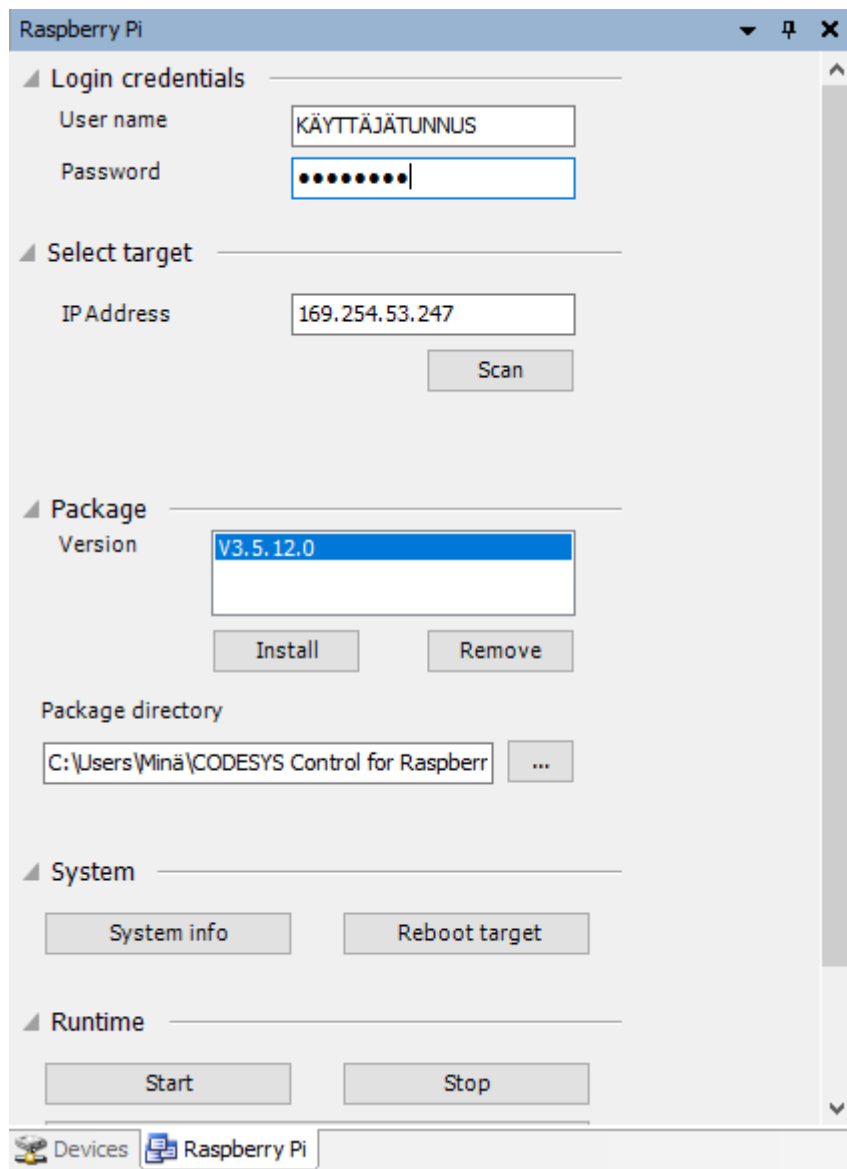 Raspberry Pi
Login credentials
User name
KÄYTTÄJÄTUNNUS
Password
Select target
IP Address
169.254.53.247
Scan
Package
Version
V3.5.12.0
Install
Remove
Package directory
C:\Users\Minä\CODESYS Control for Raspberr
...
System
System info
Reboot target
Runtime
Start
Stop
Devices
Raspberry Pi